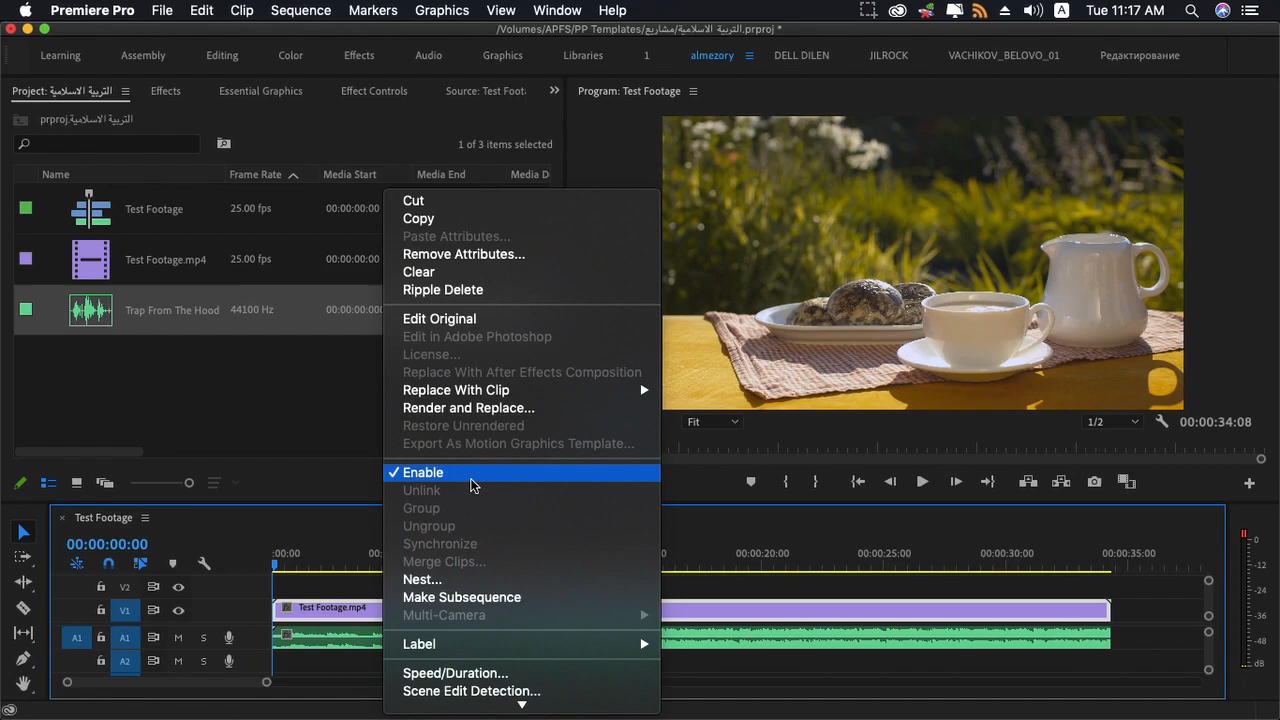 Premiere Pro File Edit Clip Sequence Markers Graphics View Window Help A Tue 11:17 AM
/Volumes/APFS/PP Templates/مشاريع/التربية الاسلامية.prproj *
Learning Assembly Editing Color Effects Audio Graphics Libraries 1 almezory DELL DILEN JILROCK VACHIKOV_BELOVO_01 Редактирование
Project: التربية الاسلامية Effects Essential Graphics Effect Controls Source: Test Foot Program: Test Footage
التربية الاسلامية.prproj
1 of 3 items selected
Name Frame Rate Media Start Media End Media D
Test Footage 25.00 fps 00:00:00:00
Test Footage.mp4 25.00 fps 00:00:00:00
Trap From The Hood 44100 Hz 00:00:00:00
Cut
Copy
Paste Attributes...
Remove Attributes...
Clear
Ripple Delete
Edit Original
Edit in Adobe Photoshop
License...
Replace With After Effects Composition
Replace With Clip
Render and Replace...
Restore Unrendered
Export As Motion Graphics Template...
✓ Enable
Unlink
Group
Ungroup
Synchronize
Merge Clips...
Nest...
Make Subsequence
Multi-Camera
Label
Speed/Duration...
Scene Edit Detection...
Fit 1/2 00:00:34:08
Test Footage
00:00:00:00
:00:00 00: 00:00:20:00 00:00:25:00 00:00:30:00 00:00:35:00
V2
V1 Test Footage.mp4
A1 A1 M S
A2 M S
0
-12
-24
-36
-48
dB